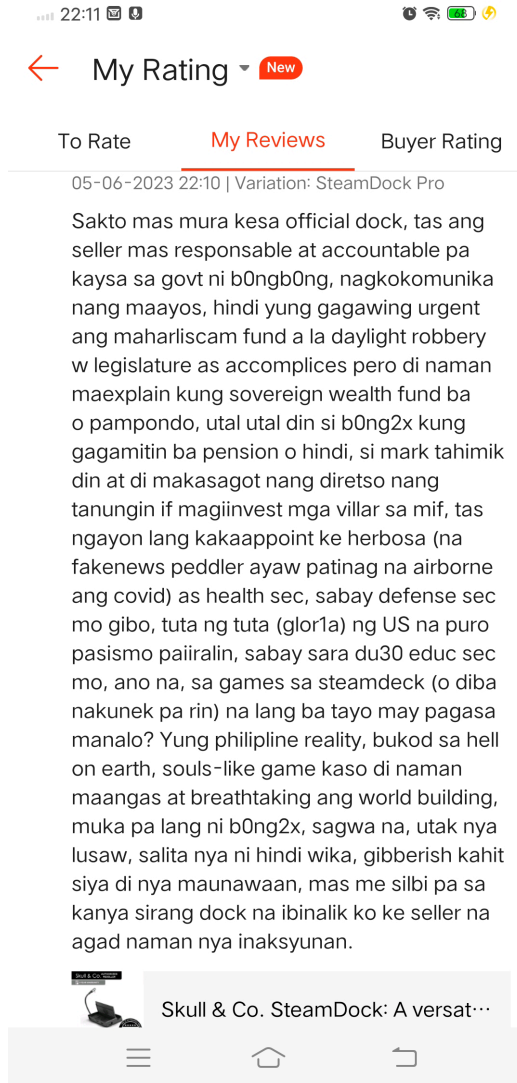 22:11
68
My Rating
New
To Rate
My Reviews
Buyer Rating
05-06-2023 22:10 | Variation: SteamDock Pro
Sakto mas mura kesa official dock, tas ang
seller mas responsable at accountable pa
kaysa sa govt ni b0ngb0ng, nagkokomunika
nang maayos, hindi yung gagawing urgent
ang maharliscam fund a la daylight robbery
w legislature as accomplices pero di naman
maexplain kung sovereign wealth fund ba
o pampondo, utal utal din si b0ng2x kung
gagamitin ba pension o hindi, si mark tahimik
din at di makasagot nang diretso nang
tanungin if magiinvest mga villar sa mif, tas
ngayon lang kakaappoint ke herbosa (na
fakenews peddler ayaw patinag na airborne
ang covid) as health sec, sabay defense sec
mo gibo, tuta ng tuta (glor1a) ng US na puro
pasismo paiiralin, sabay sara du30 educ sec
mo, ano na, sa games sa steamdeck (o diba
nakunek pa rin) na lang ba tayo may pagasa
manalo? Yung philipline reality, bukod sa hell
on earth, souls-like game kaso di naman
maangas at breathtaking ang world building,
muka pa lang ni b0ng2x, sagwa na, utak nya
lusaw, salita nya ni hindi wika, gibberish kahit
siya di nya maunawaan, mas me silbi pa sa
kanya sirang dock na ibinalik ko ke seller na
agad naman nya inaksyunan.
Skull & Co.
Skull & Co. SteamDock: A versat···